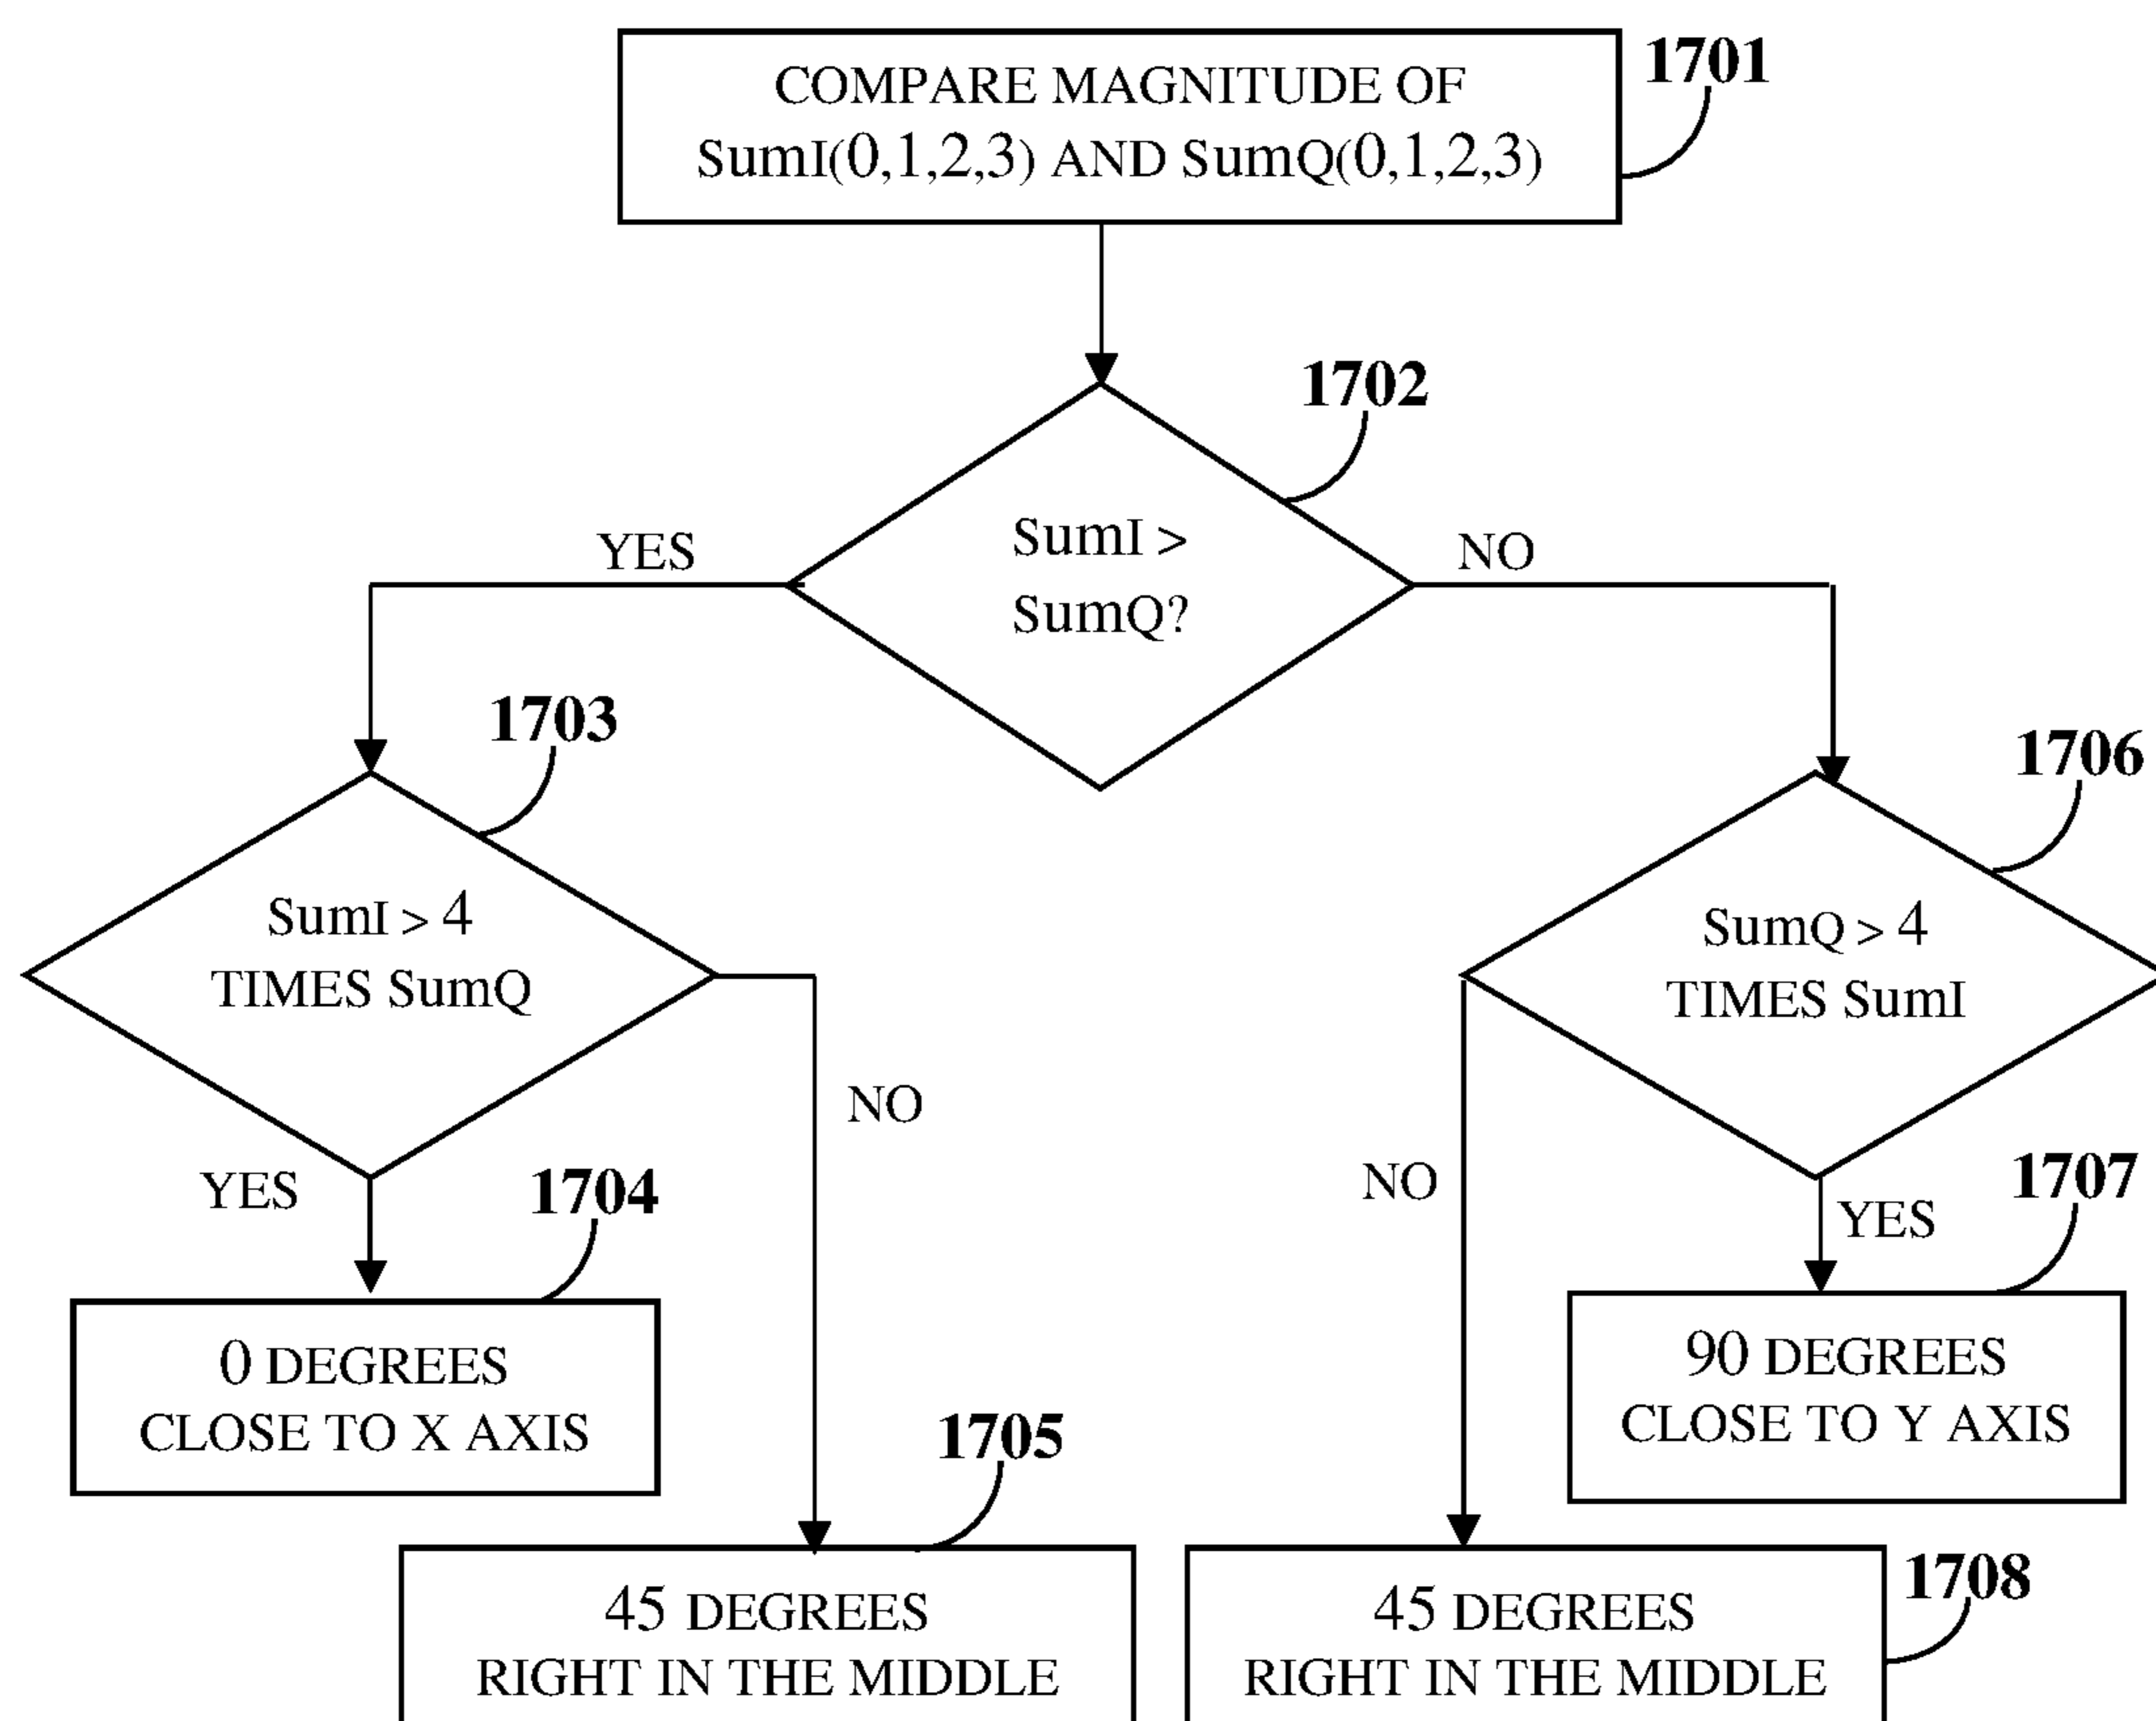 COMPARE MAGNITUDE OF
SumI(0,1,2,3) AND SumQ(0,1,2,3)
1701
1702
SumI >
SumQ?
YES
NO
1703
SumI > 4
TIMES SumQ
1706
SumQ > 4
TIMES SumI
NO
YES
1704
0 DEGREES
CLOSE TO X AXIS
NO
YES
1707
90 DEGREES
CLOSE TO Y AXIS
1705
45 DEGREES
RIGHT IN THE MIDDLE
45 DEGREES
RIGHT IN THE MIDDLE
1708